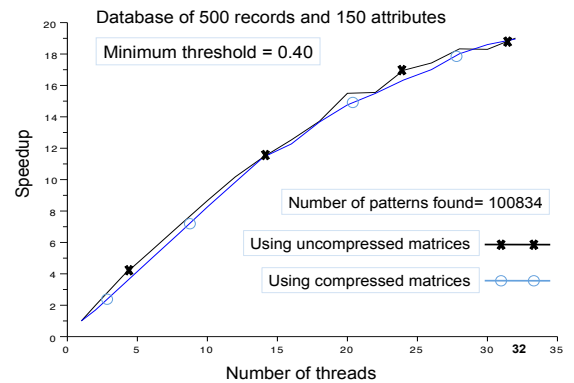 Database of 500 records and 150 attributes
Minimum threshold = 0.40
20
18
16
14
12
10
8
6
4
2
0
Speedup
Number of patterns found= 100834
Using uncompressed matrices
Using compressed matrices
0 5 10 15 20 25 30 32 35
Number of threads